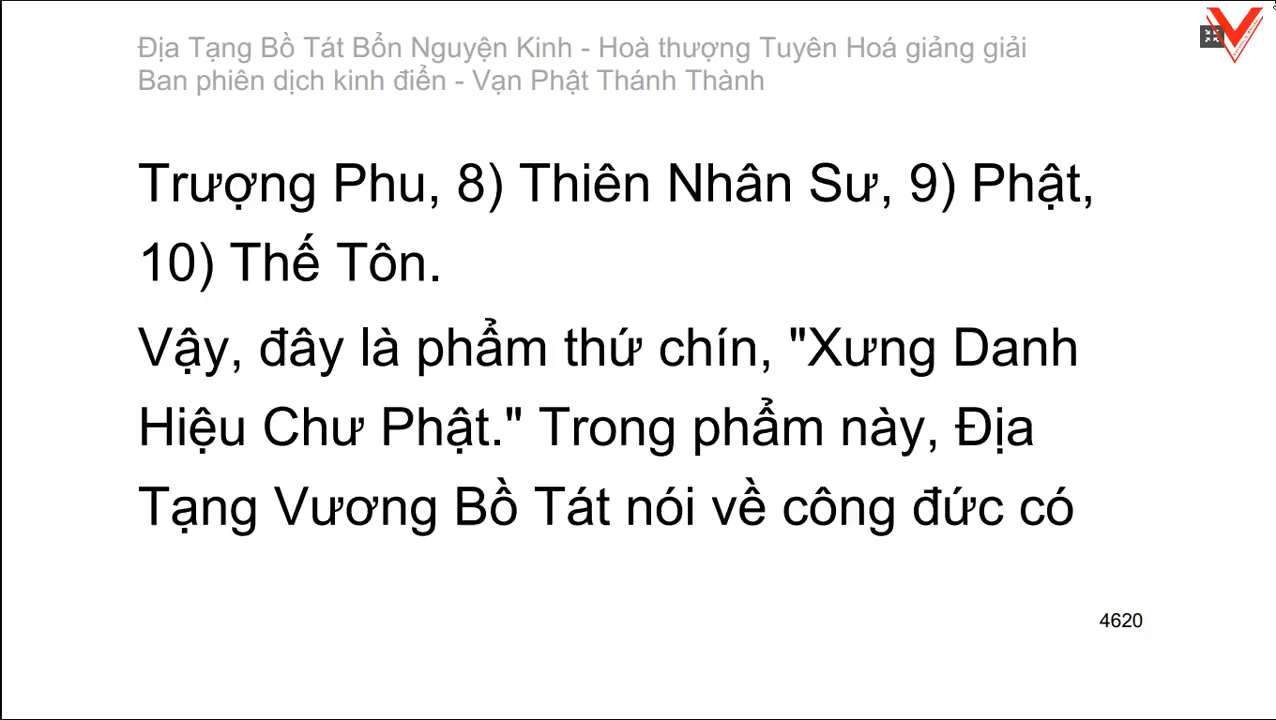 Địa Tạng Bồ Tát Bổn Nguyện Kinh - Hoà thượng Tuyên Hoá giảng giải
Ban phiên dịch kinh điển - Vạn Phật Thánh Thành
Trượng Phu, 8) Thiên Nhân Sư, 9) Phật,
10) Thế Tôn.
Vậy, đây là phẩm thứ chín, "Xưng Danh
Hiệu Chư Phật." Trong phẩm này, Địa
Tạng Vương Bồ Tát nói về công đức có
4620